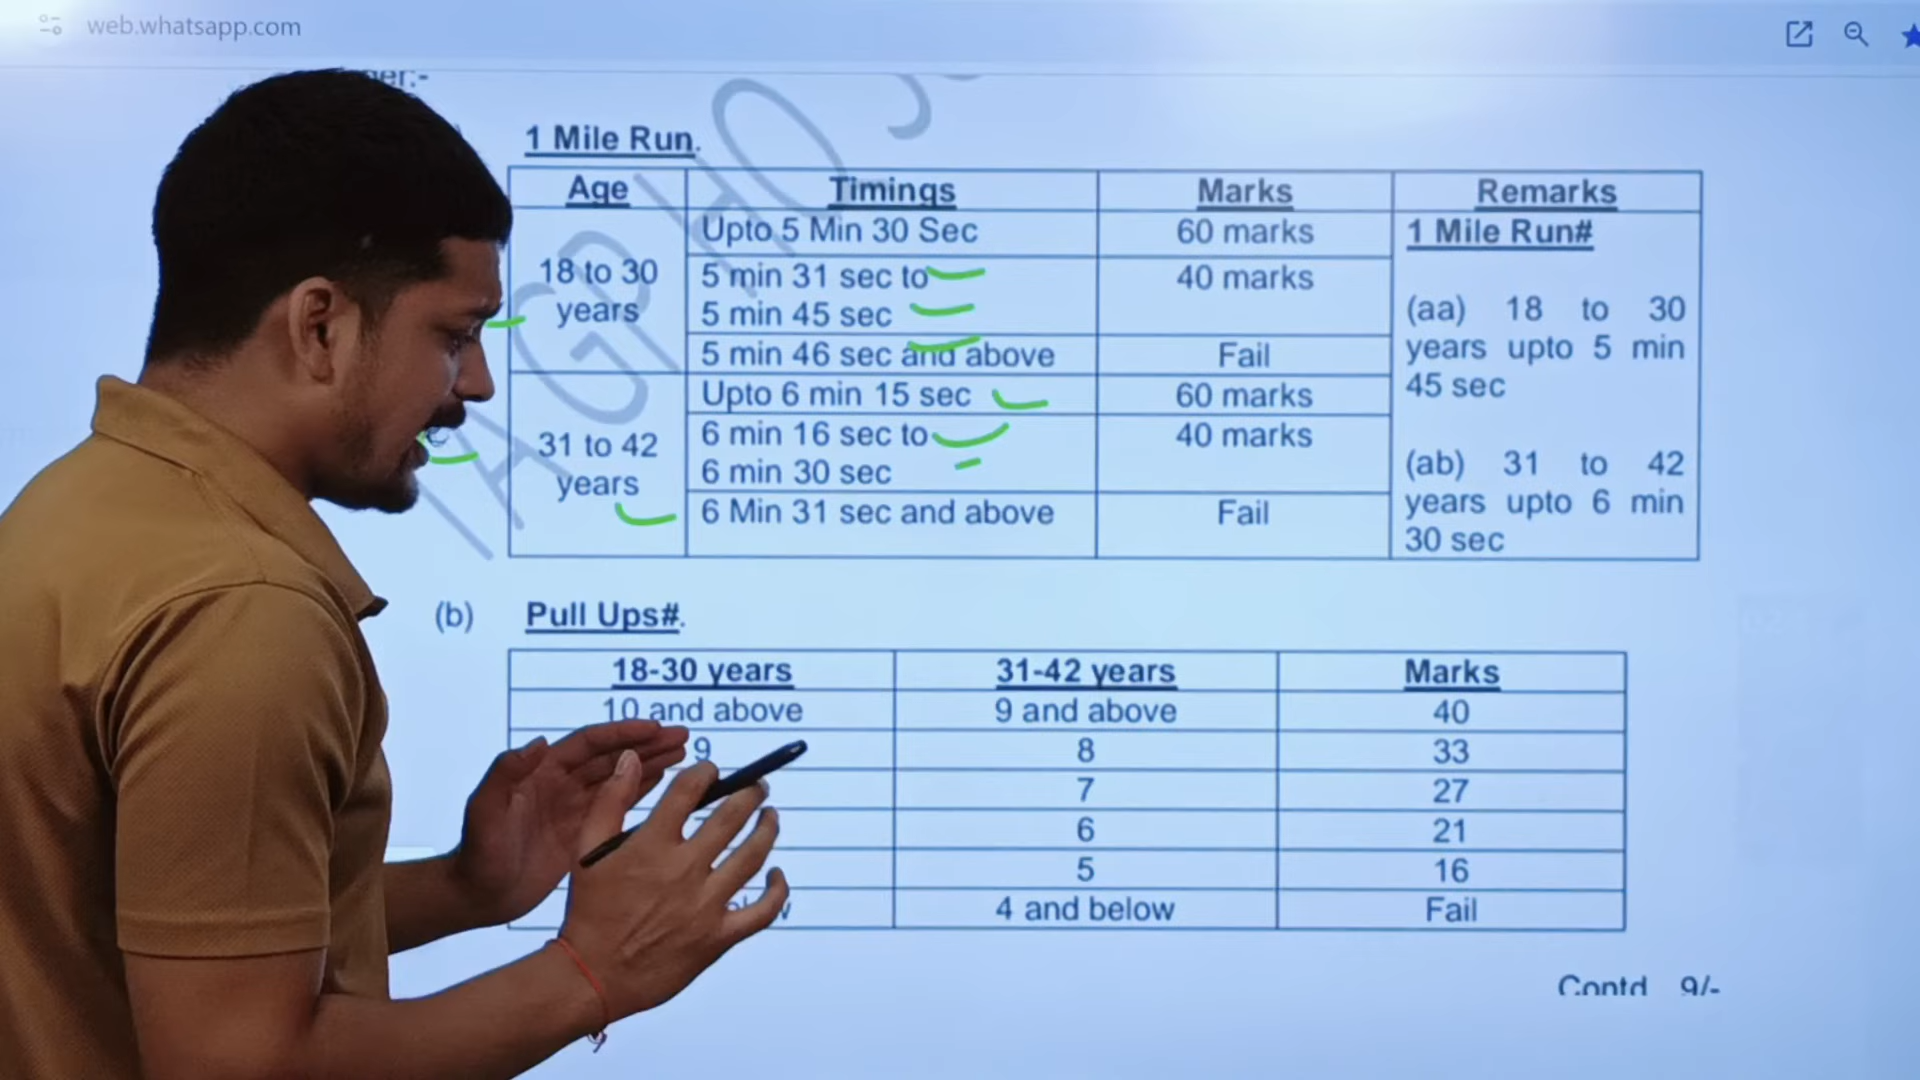 web.whatsapp.com
1 Mile Run.
Age Timings Marks Remarks
18 to 30 years
Upto 5 Min 30 Sec 60 marks
5 min 31 sec to 5 min 45 sec 40 marks
5 min 46 sec and above Fail
31 to 42 years
Upto 6 min 15 sec 60 marks
6 min 16 sec to 6 min 30 sec 40 marks
6 Min 31 sec and above Fail
1 Mile Run#
(aa) 18 to 30
years upto 5 min
45 sec
(ab) 31 to 42
years upto 6 min
30 sec
(b) Pull Ups#.
18-30 years 31-42 years Marks
10 and above 9 and above 40
9 8 33
7 27
6 21
5 16
4 and below Fail
Contd 9/-